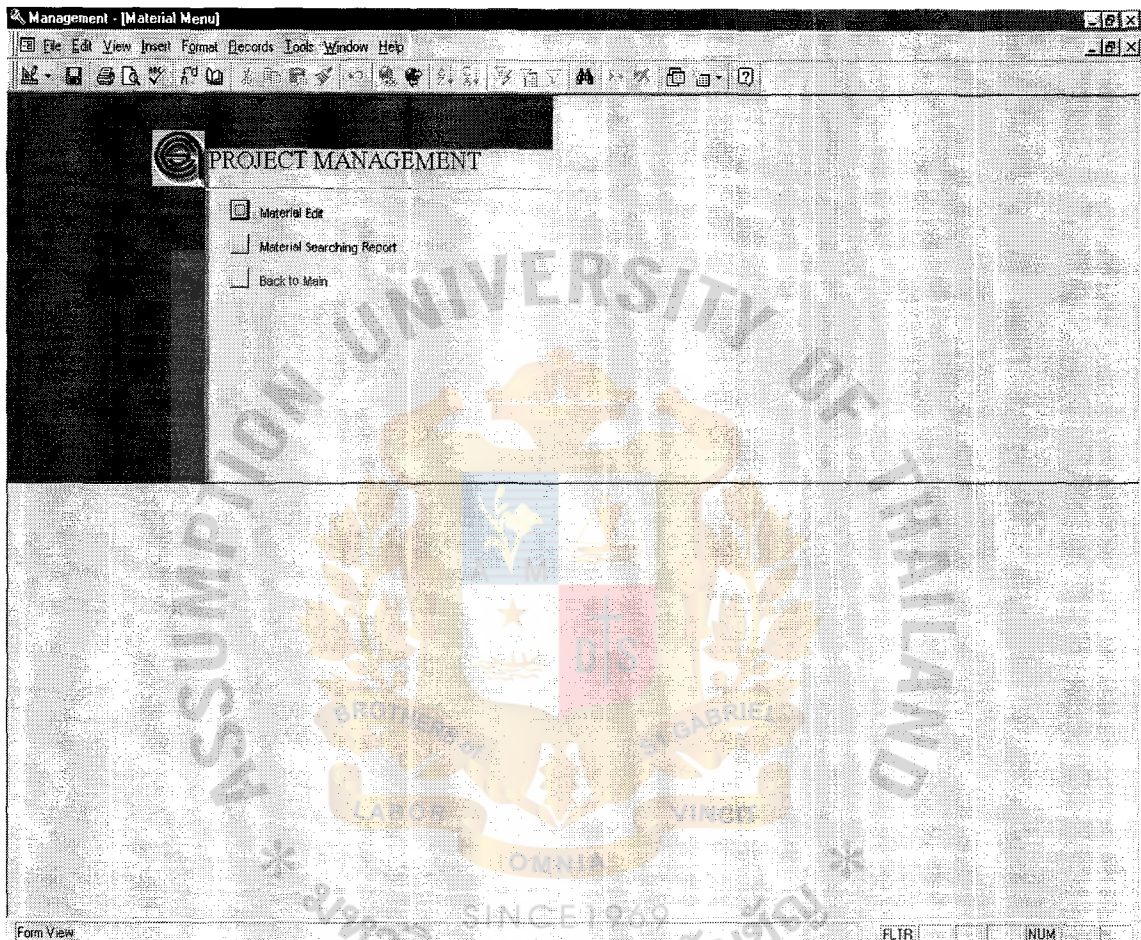 Management - [Material Menu]
File Edit View Insert Format Records Tools Window Help
PROJECT MANAGEMENT
Material Edit
Material Searching Report
Back to Main
ASSUMPTION UNIVERSITY OF THAILAND
A M
D S
BROTHERS of ST GABRIEL
LABOR VINCIT
OMNIA
SINCE 1969
Form View FLTR NUM